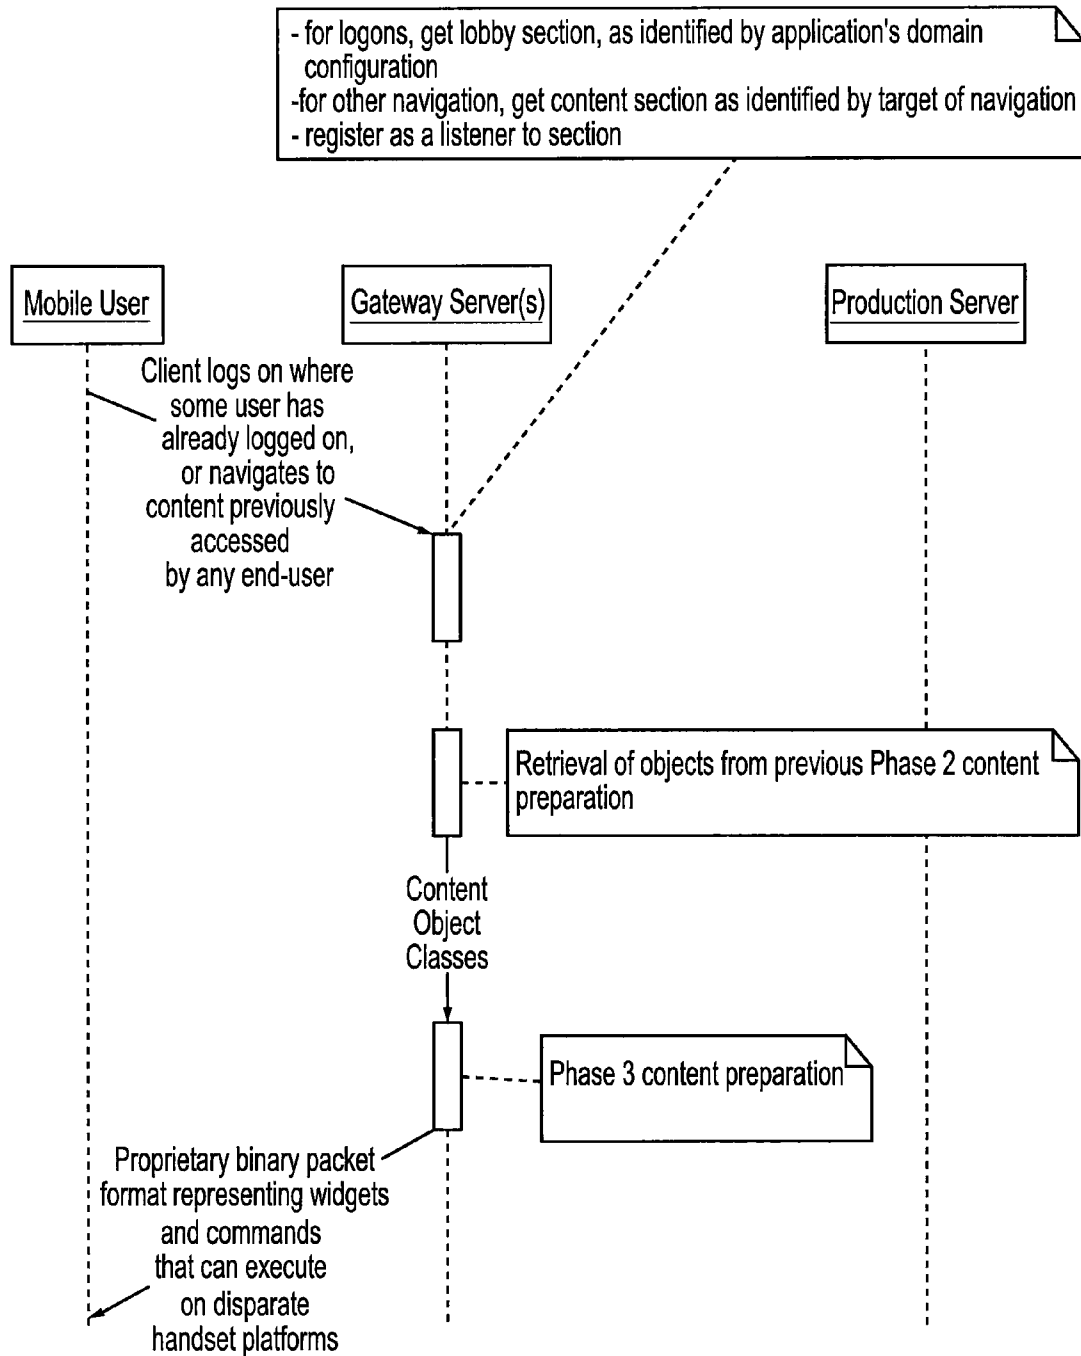 - for logons, get lobby section, as identified by application's domain
configuration
-for other navigation, get content section as identified by target of navigation
- register as a listener to section
Mobile User
Gateway Server(s)
Production Server
Client logs on where
some user has
already logged on,
or navigates to
content previously
accessed
by any end-user
Retrieval of objects from previous Phase 2 content
preparation
Content
Object
Classes
Phase 3 content preparation
Proprietary binary packet
format representing widgets
and commands
that can execute
on disparate
handset platforms